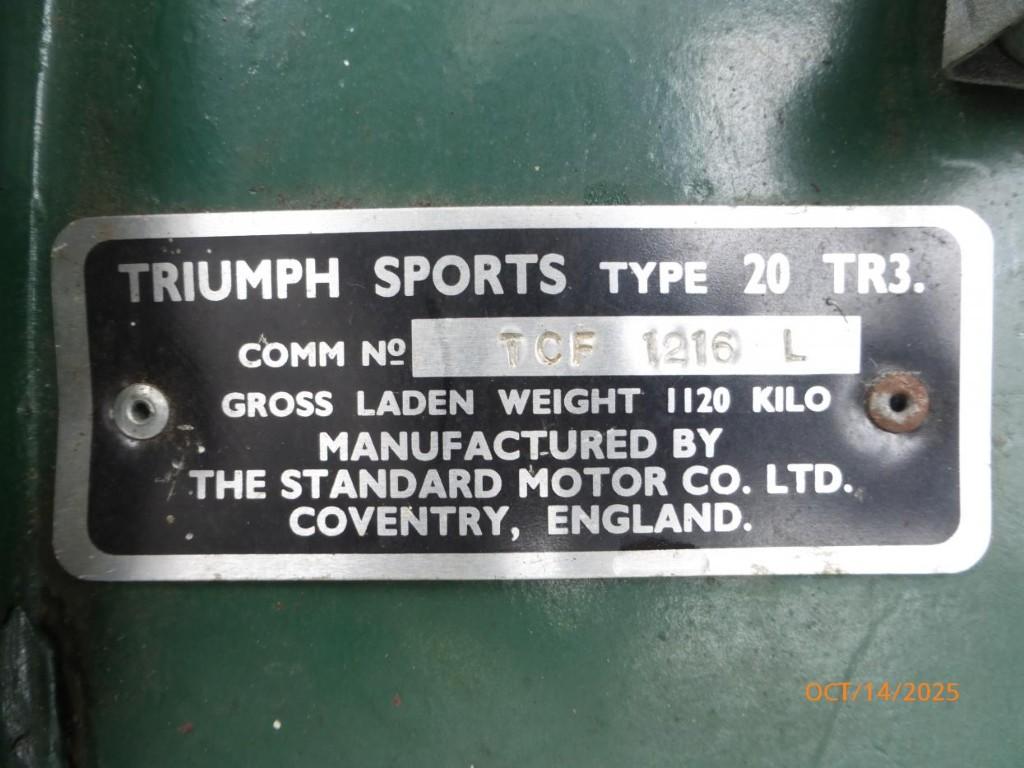 TRIUMPH SPORTS TYPE 20 TR3.
COMM Nº TCF 1216 L
GROSS LADEN WEIGHT 1120 KILO
MANUFACTURED BY
THE STANDARD MOTOR CO. LTD.
COVENTRY, ENGLAND.
OCT/14/2025